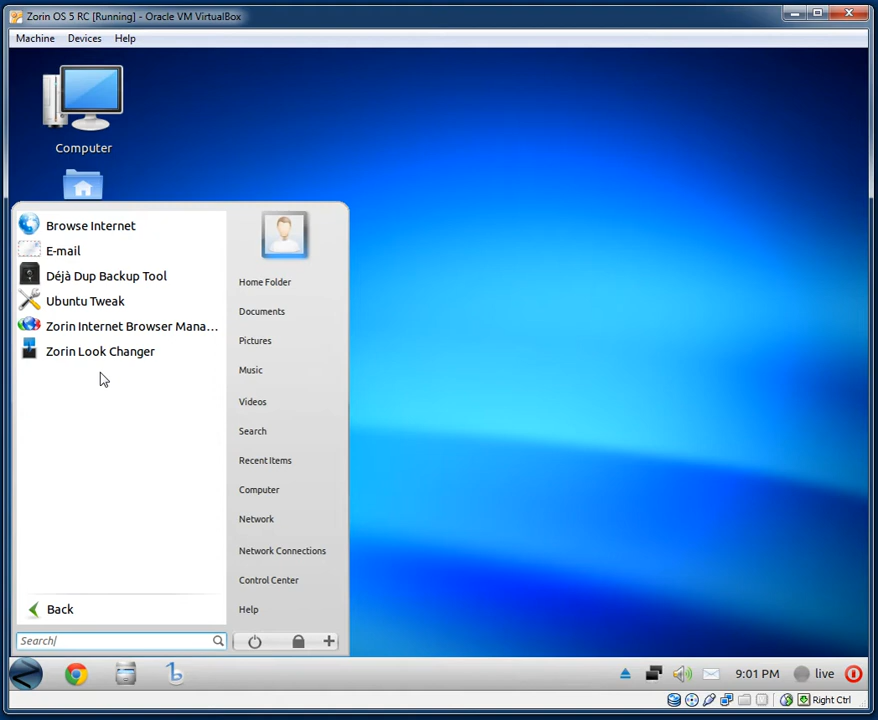 Zorin OS 5 RC [Running] - Oracle VM VirtualBox
Machine Devices Help
Computer
Browse Internet
E-mail
Déjà Dup Backup Tool
Ubuntu Tweak
Zorin Internet Browser Mana...
Zorin Look Changer
Back
Search
Home Folder
Documents
Pictures
Music
Videos
Search
Recent Items
Computer
Network
Network Connections
Control Center
Help
9:01 PM live
Right Ctrl